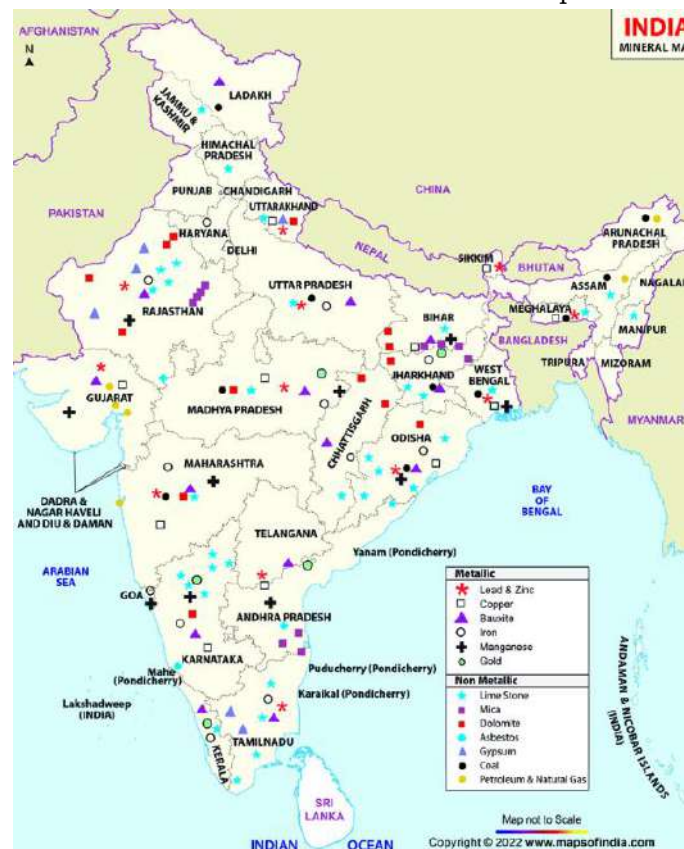 AFGHANISTAN
INDIA
MINERAL MA
N
LADAKH
JAMMU &
KASHMIR
HIMACHAL
PRADESH
PUNJAB
CHANDIGARH
UTTARAKHAND
CHINA
PAKISTAN
HARYANA
DELHI
ARUNACHAL
PRADESH
NEPAL
SIKKIM
BHUTAN
ASSAM
NAGALAN
RAJASTHAN
UTTAR PRADESH
BIHAR
MEGHALAYA
MANIPUR
BANGLADESH
JHARKHAND
WEST
BENGAL
TRIPURA
MIZORAM
GUJARAT
MADHYA PRADESH
CHHATTISGARH
MYANMAR
ODISHA
MAHARASHTRA
DADRA &
NAGAR HAVELI
AND DIU & DAMAN
BAY
OF
BENGAL
TELANGANA
Yanam (Pondicherry)
ARABIAN
SEA
GOA
ANDHRA PRADESH
KARNATAKA
Mahe
(Pondicherry)
Puducherry (Pondicherry)
Karaikal (Pondicherry)
Lakshadweep
(INDIA)
TAMILNADU
KERALA
ANDAMAN & NICOBAR ISLANDS
(INDIA)
Metallic
Lead & Zinc
Copper
Bauxite
Iron
Manganese
Gold
Non Metallic
Lime Stone
Mica
Dolomite
Asbestos
Gypsum
Coal
Petroleum & Natural Gas
SRI
LANKA
Map not to Scale
INDIAN OCEAN
Copyright © 2022 www.mapsofindia.com